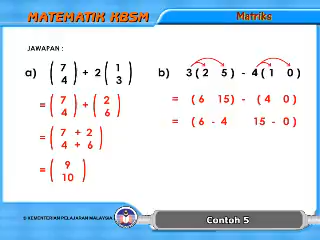 MATEMATIK KBSM
Matriks
JAWAPAN :
a) ( 7 4 ) + 2 ( 1 3 )
= ( 7 4 ) + ( 2 6 )
= ( 7 + 2 4 + 6 )
= ( 9 10 )
b) 3 ( 2 5 ) - 4 ( 1 0 )
= ( 6 15 ) - ( 4 0 )
= ( 6 - 4 15 - 0 )
© KEMENTERIAN PELAJARAN MALAYSIA
Contoh 5